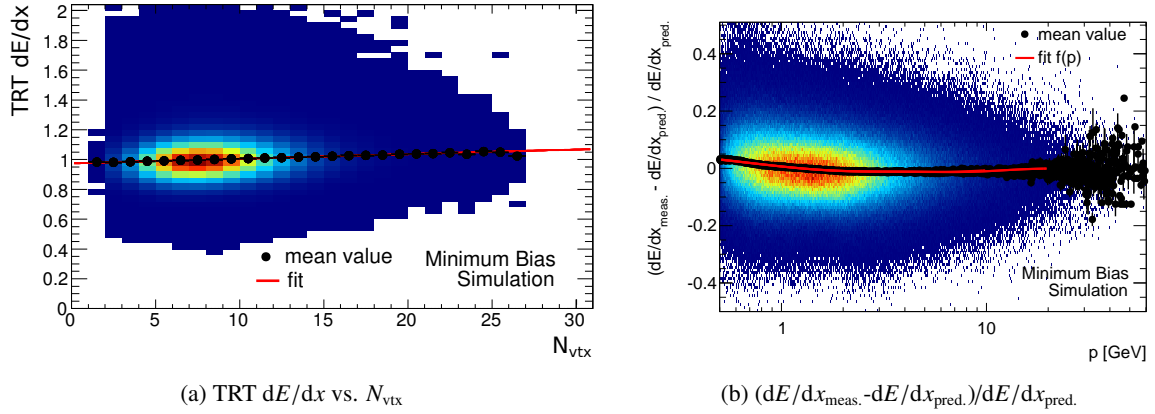 TRT dE/dx
2
1.8
1.6
1.4
1.2
1
0.8
0.6
0.4
0.2
0
mean value
fit
Minimum Bias
Simulation
0 5 10 15 20 25 30
N_vtx
(a) TRT dE/dx vs. N_vtx
(dE/dx_meas. - dE/dx_pred.) / dE/dx_pred.
0.4
0.2
0
-0.2
-0.4
mean value
fit f(p)
Minimum Bias
Simulation
1 10
p [GeV]
(b) (dE/dx_meas.-dE/dx_pred.)/dE/dx_pred.